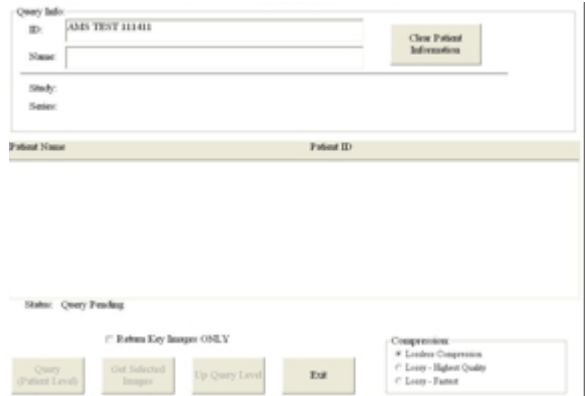 Query Info:
ID: AMS TEST 111411
Name:
Clear Patient
Information
Study:
Series:
Patient Name Patient ID
Status: Query Pending
Return Key Images ONLY
Compression:
Lossless Compression
Lossy - Highest Quality
Lossy - Fastest
Query
(Patient Level)
Get Selected
Images
Up Query Level
Exit